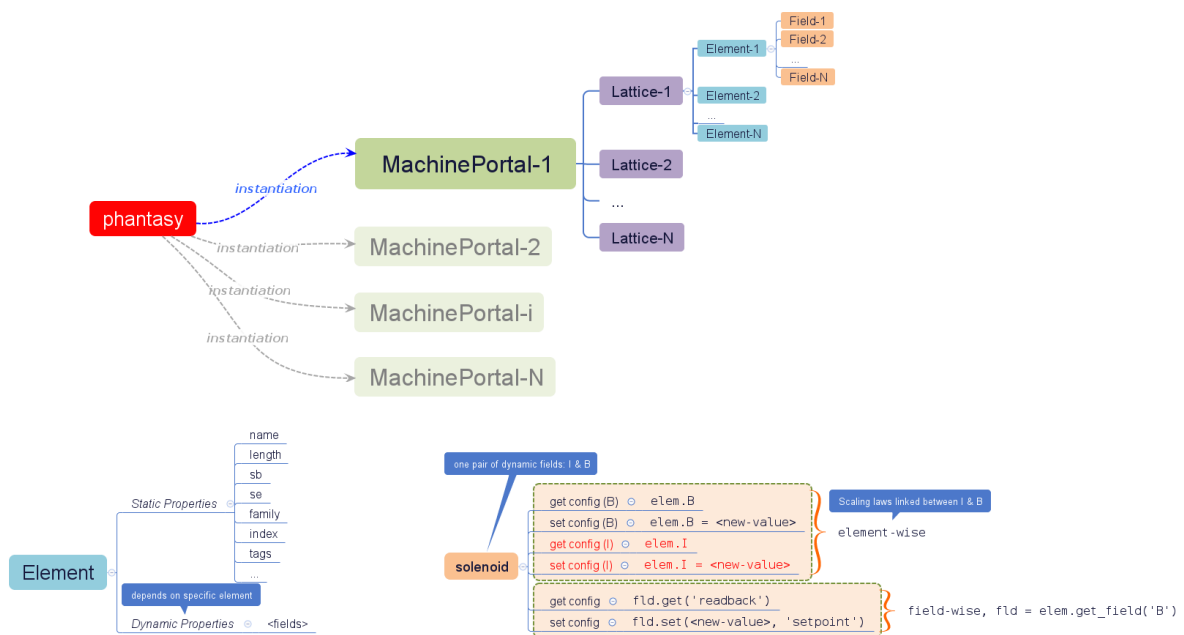 phantasy
instantiation
instantiation
instantiation
instantiation
MachinePortal-1
MachinePortal-2
MachinePortal-i
MachinePortal-N
Lattice-1
Lattice-2
...
Lattice-N
Element-1
Element-2
...
Element-N
Field-1
Field-2
...
Field-N
Element
Static Properties
name
length
sb
se
family
index
tags
...
depends on specific element
Dynamic Properties <fields>
one pair of dynamic fields: I & B
solenoid
get config (B) elem.B
set config (B) elem.B = <new-value>
get config (I) elem.I
set config (I) elem.I = <new-value>
Scaling laws linked between I & B
element-wise
get config fld.get('readback')
set config fld.set(<new-value>, 'setpoint')
field-wise, fld = elem.get_field('B')